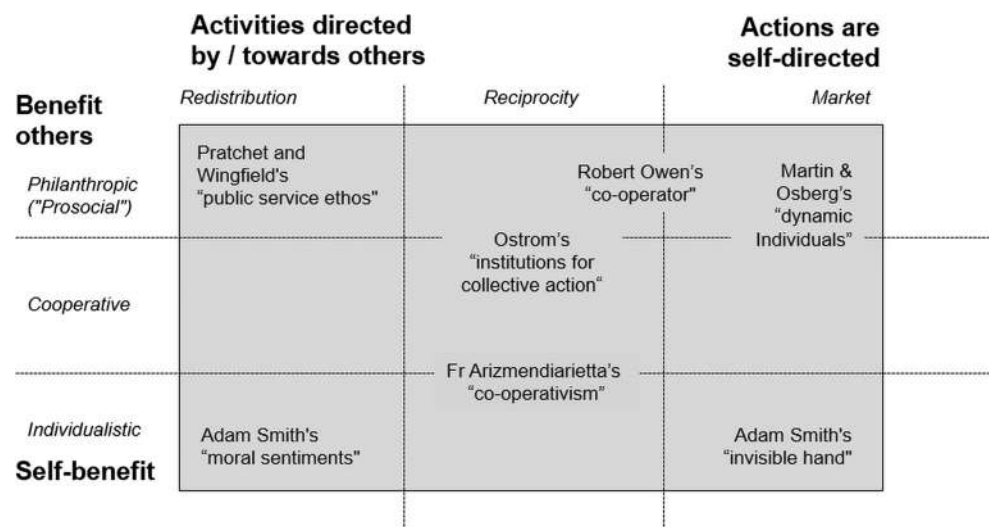 Activities directed
by / towards others
Actions are
self-directed
Benefit
others
Redistribution
Reciprocity
Market
Philanthropic
("Prosocial")
Pratchet and
Wingfield's
“public service ethos"
Robert Owen’s
“co-operator"
Martin &
Osberg’s
“dynamic
Individuals”
Ostrom’s
“institutions for
collective action“
Cooperative
Fr Arizmendiarietta’s
“co-operativism”
Individualistic
Self-benefit
Adam Smith's
“moral sentiments"
Adam Smith's
“invisible hand"